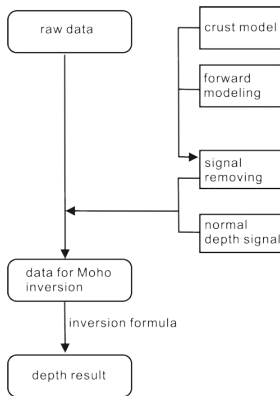 raw data
crust model
forward
modeling
signal
removing
normal
depth signal
data for Moho
inversion
inversion formula
depth result